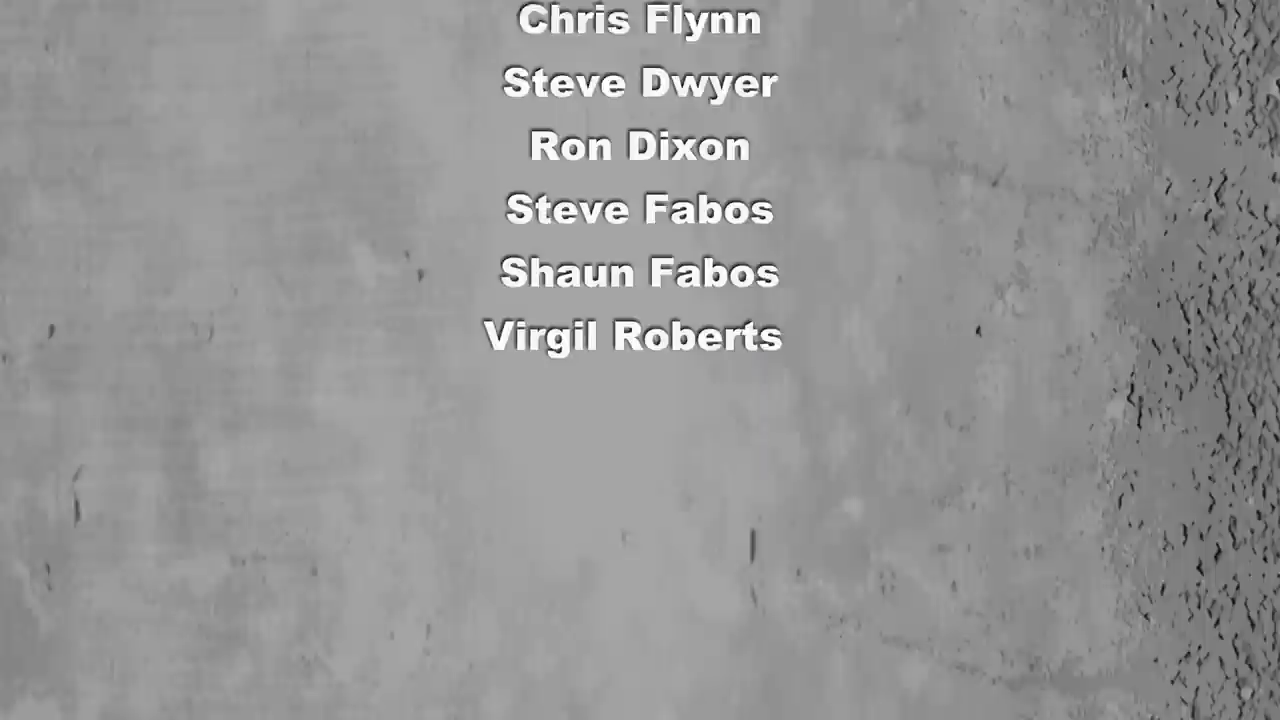 Chris Flynn
Steve Dwyer
Ron Dixon
Steve Fabos
Shaun Fabos
Virgil Roberts